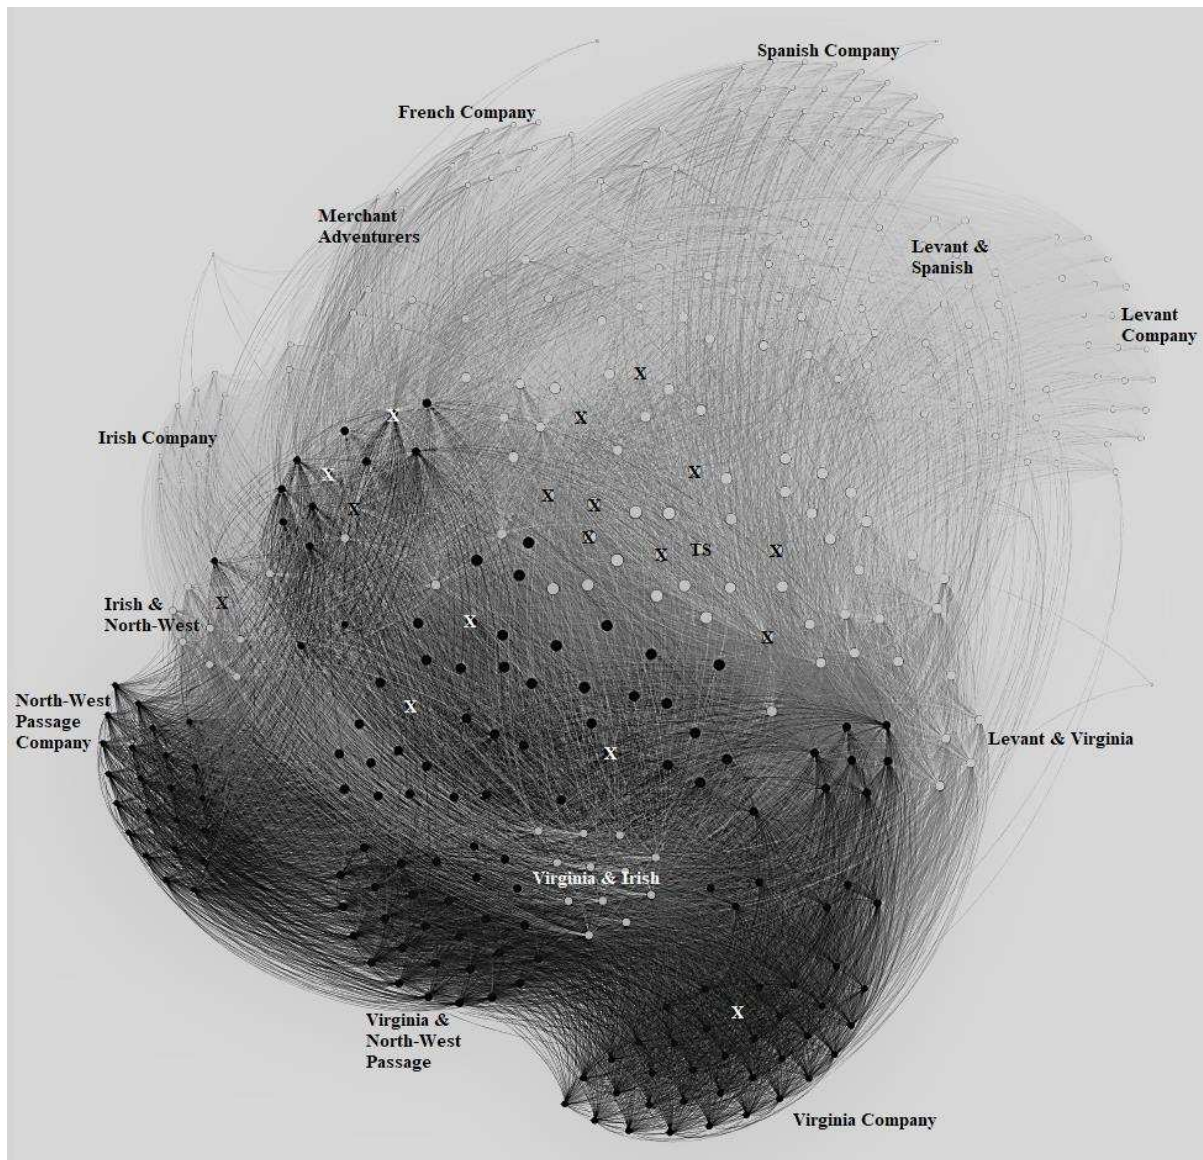 Spanish Company
French Company
Merchant
Adventurers
Levant &
Spanish
Levant
Company
X
X
X
Irish Company
X
X
X
X
X
X
X
TS
X
X
Irish &
North-West
X
X
X
North-West
Passage
Company
X
Levant & Virginia
X
Virginia & Irish
X
Virginia &
North-West
Passage
Virginia Company